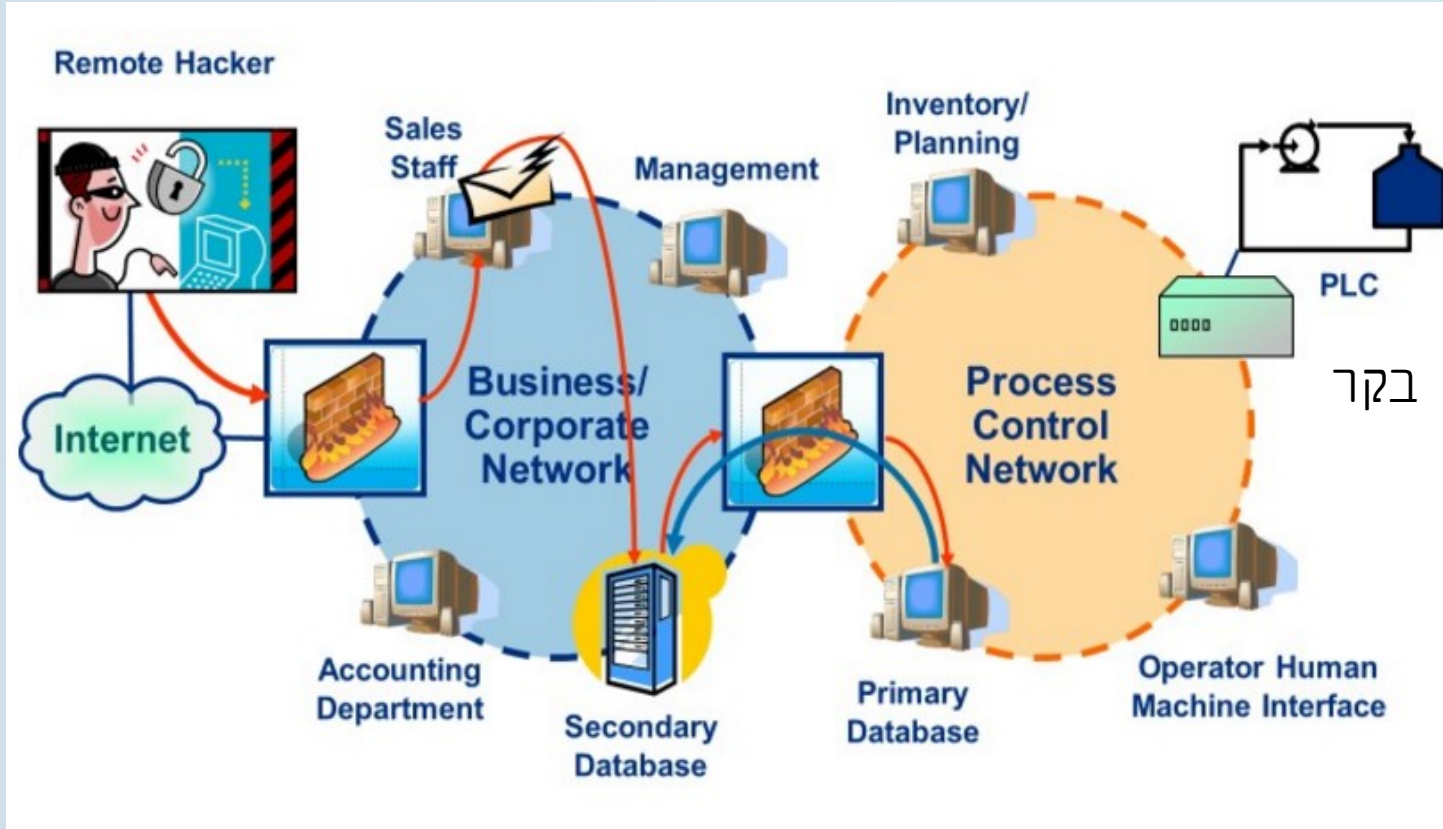 Remote Hacker
Sales
Staff
Management
Inventory/
Planning
PLC
בקר
Internet
Business/
Corporate
Network
Process
Control
Network
Accounting
Department
Secondary
Database
Primary
Database
Operator Human
Machine Interface